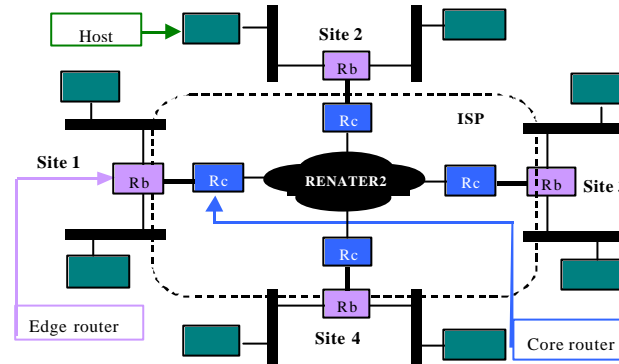 Host
Site 2
Rb
Rc
ISP
Site 1
Rb
Rc
RENATER2
Rc
Rb
Site
Rc
Rb
Site 4
Edge router
Core router